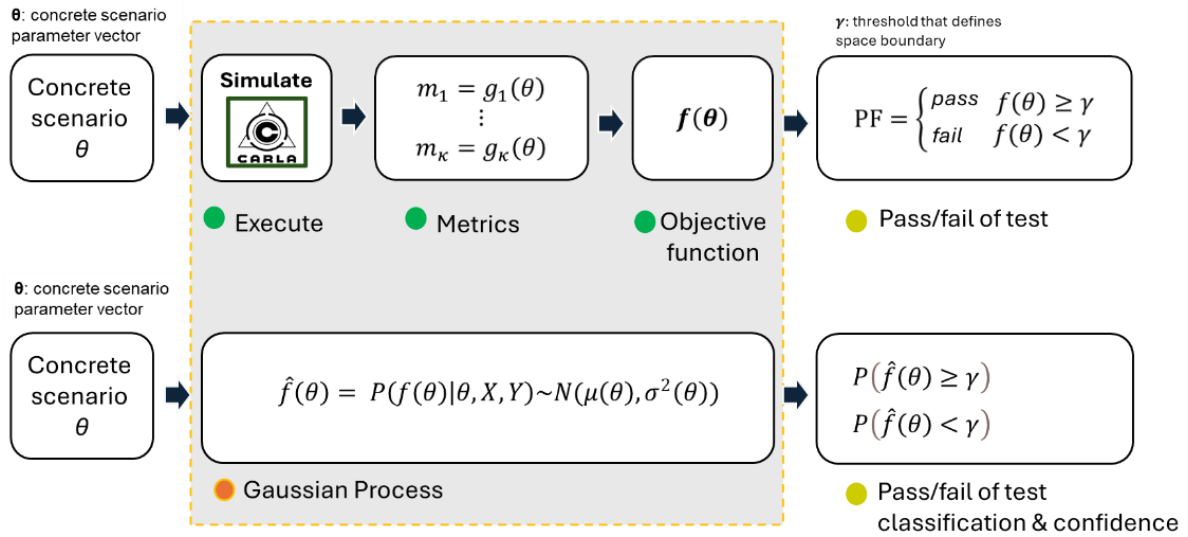 θ: concrete scenario
parameter vector
Concrete
scenario
θ
Simulate
CARLA
m₁ = g₁(θ)
⋮
m_κ = g_κ(θ)
f(θ)
γ: threshold that defines
space boundary
PF = { pass f(θ) ≥ γ
fail f(θ) < γ
Execute
Metrics
Objective
function
Pass/fail of test
θ: concrete scenario
parameter vector
Concrete
scenario
θ
f̂(θ) = P(f(θ)|θ, X, Y)~N(μ(θ), σ²(θ))
P(f̂(θ) ≥ γ)
P(f̂(θ) < γ)
Gaussian Process
Pass/fail of test
classification & confidence